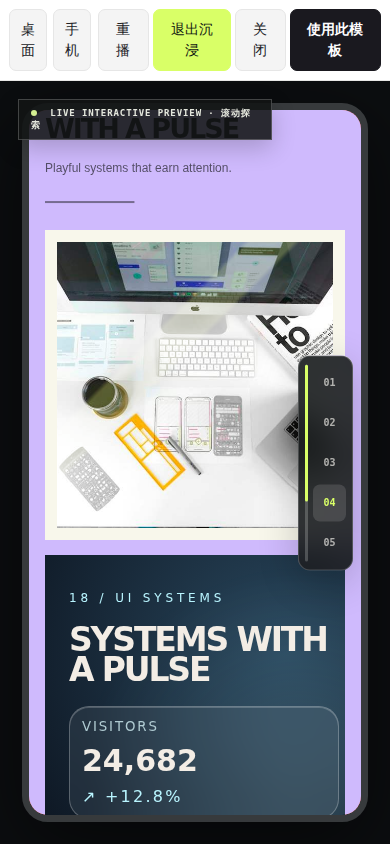 桌面
手机
重播
退出沉浸
关闭
使用此模板
LIVE INTERACTIVE PREVIEW · 滚动探索
WITH A PULSE
Playful systems that earn attention.
How
to
01
02
03
04
05
18 / UI SYSTEMS
SYSTEMS WITH
A PULSE
VISITORS
24,682
↗ +12.8%